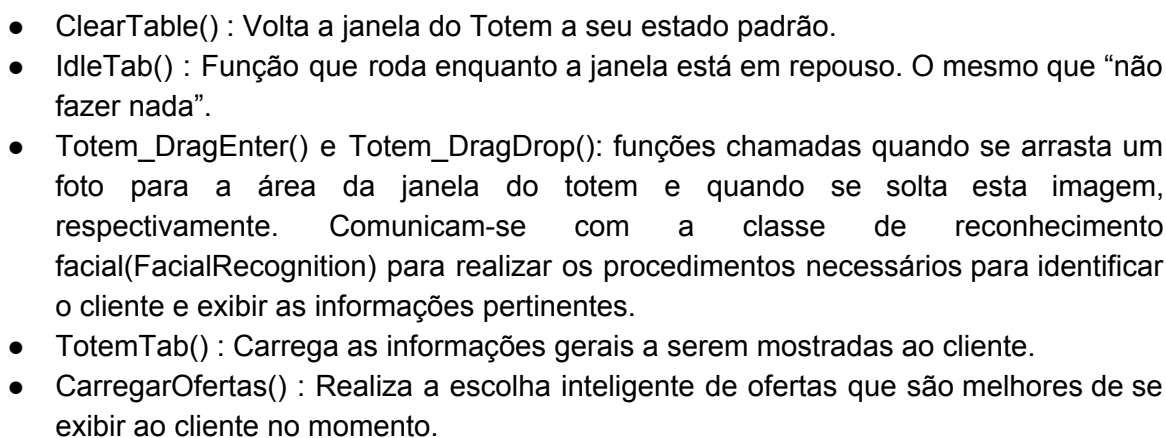 ● ClearTable() : Volta a janela do Totem a seu estado padrão.
● IdleTab() : Função que roda enquanto a janela está em repouso. O mesmo que “não
fazer nada”.
● Totem_DragEnter() e Totem_DragDrop(): funções chamadas quando se arrasta um
foto para a área da janela do totem e quando se solta esta imagem,
respectivamente. Comunicam-se com a classe de reconhecimento
facial(FacialRecognition) para realizar os procedimentos necessários para identificar
o cliente e exibir as informações pertinentes.
● TotemTab() : Carrega as informações gerais a serem mostradas ao cliente.
● CarregarOfertas() : Realiza a escolha inteligente de ofertas que são melhores de se
exibir ao cliente no momento.